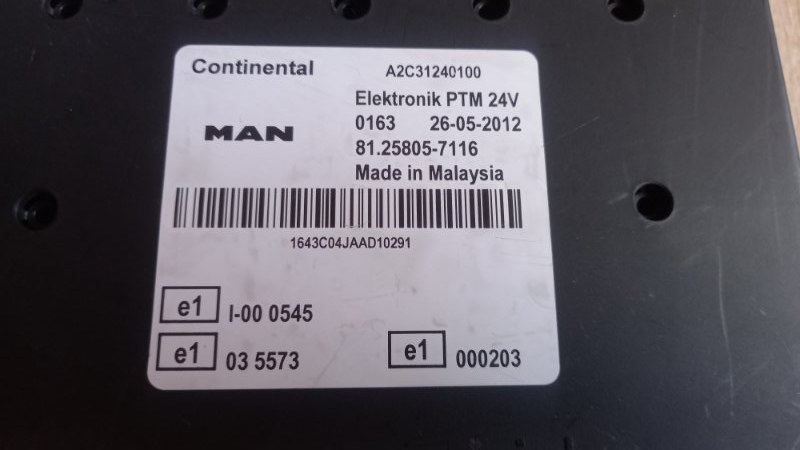 Continental A2C31240100
Elektronik PTM 24V
MAN 0163 26-05-2012
81.25805-7116
Made in Malaysia
1643C04JAAD10291
e1 I-00 0545
e1 03 5573 e1 000203